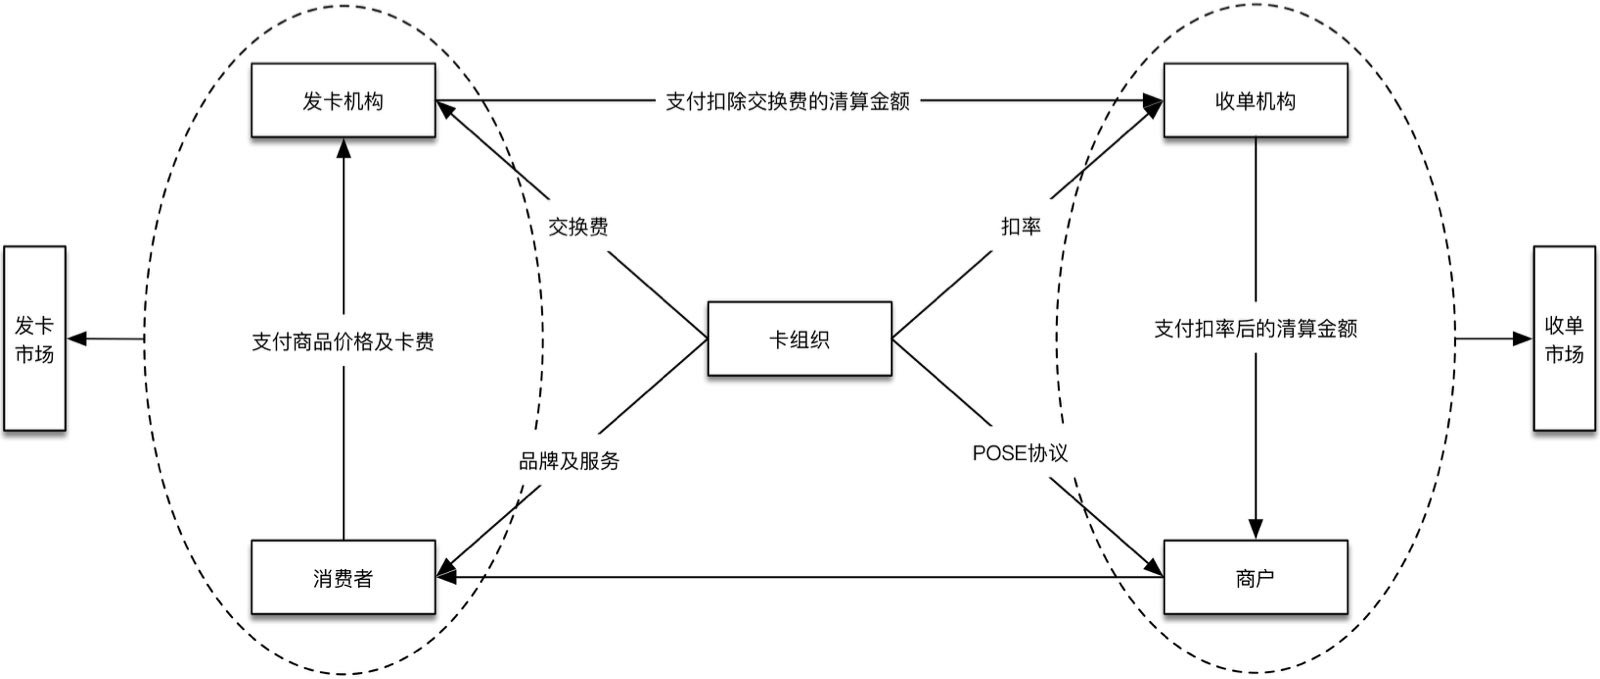 发卡机构
支付扣除交换费的清算金额
收单机构
交换费
扣率
发卡
市场
支付商品价格及卡费
卡组织
支付扣率后的清算金额
收单
市场
品牌及服务
POSE协议
消费者
商户